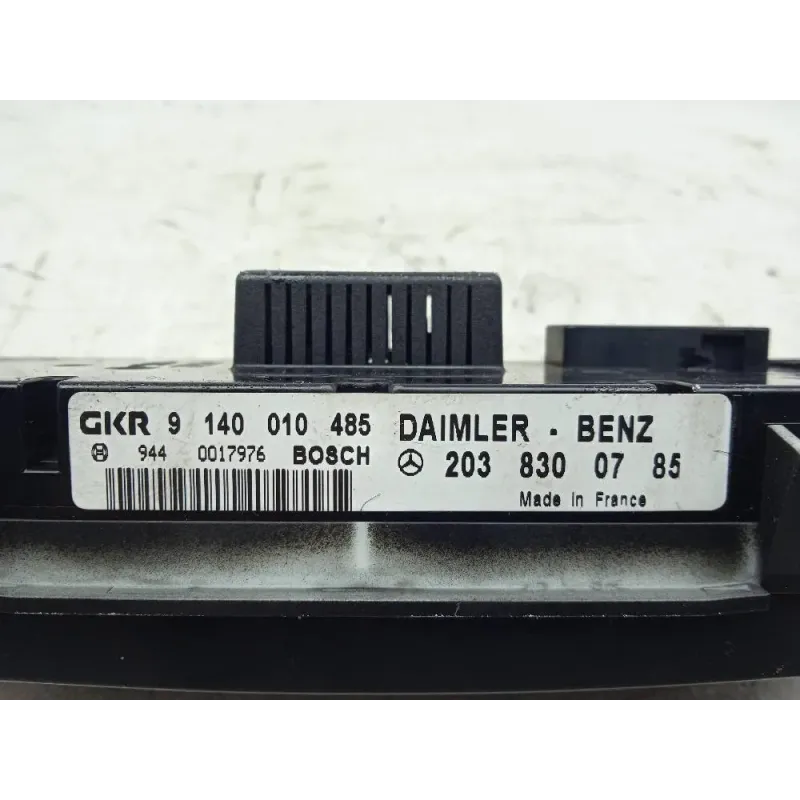 GKR 9 140 010 485
944 0017976 BOSCH
DAIMLER - BENZ
203 830 07 85
Made in France